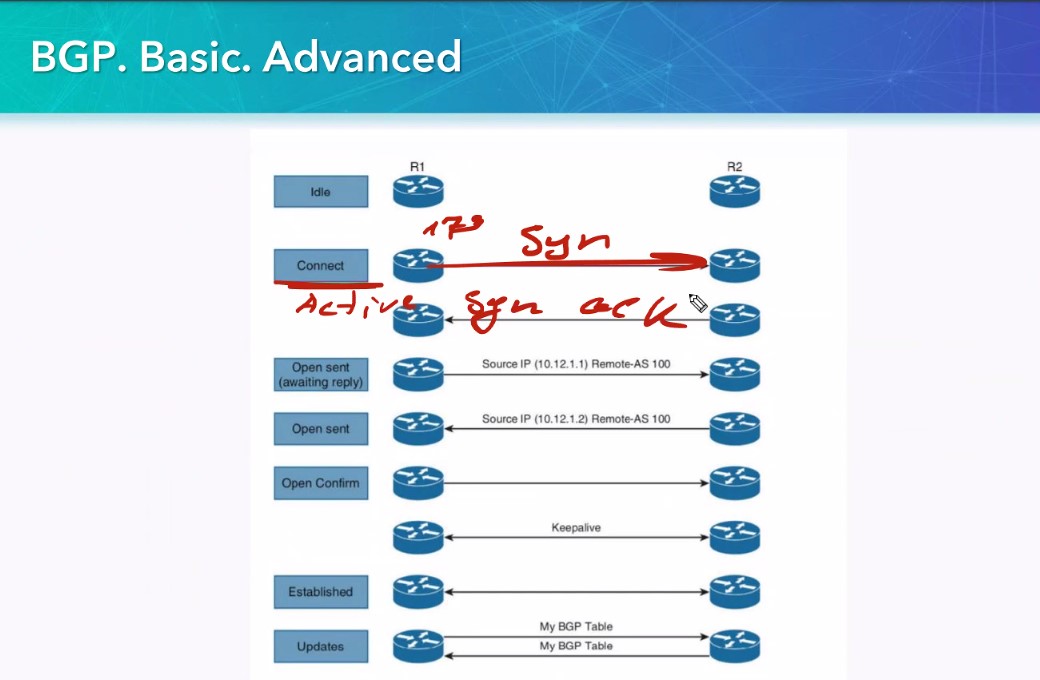 BGP. Basic. Advanced
R1 R2
Idle
179 Syn
Connect
Active Syn ack
Source IP (10.12.1.1) Remote-AS 100
Open sent
(awaiting reply)
Source IP (10.12.1.2) Remote-AS 100
Open sent
Open Confirm
Keepalive
Established
My BGP Table
Updates
My BGP Table